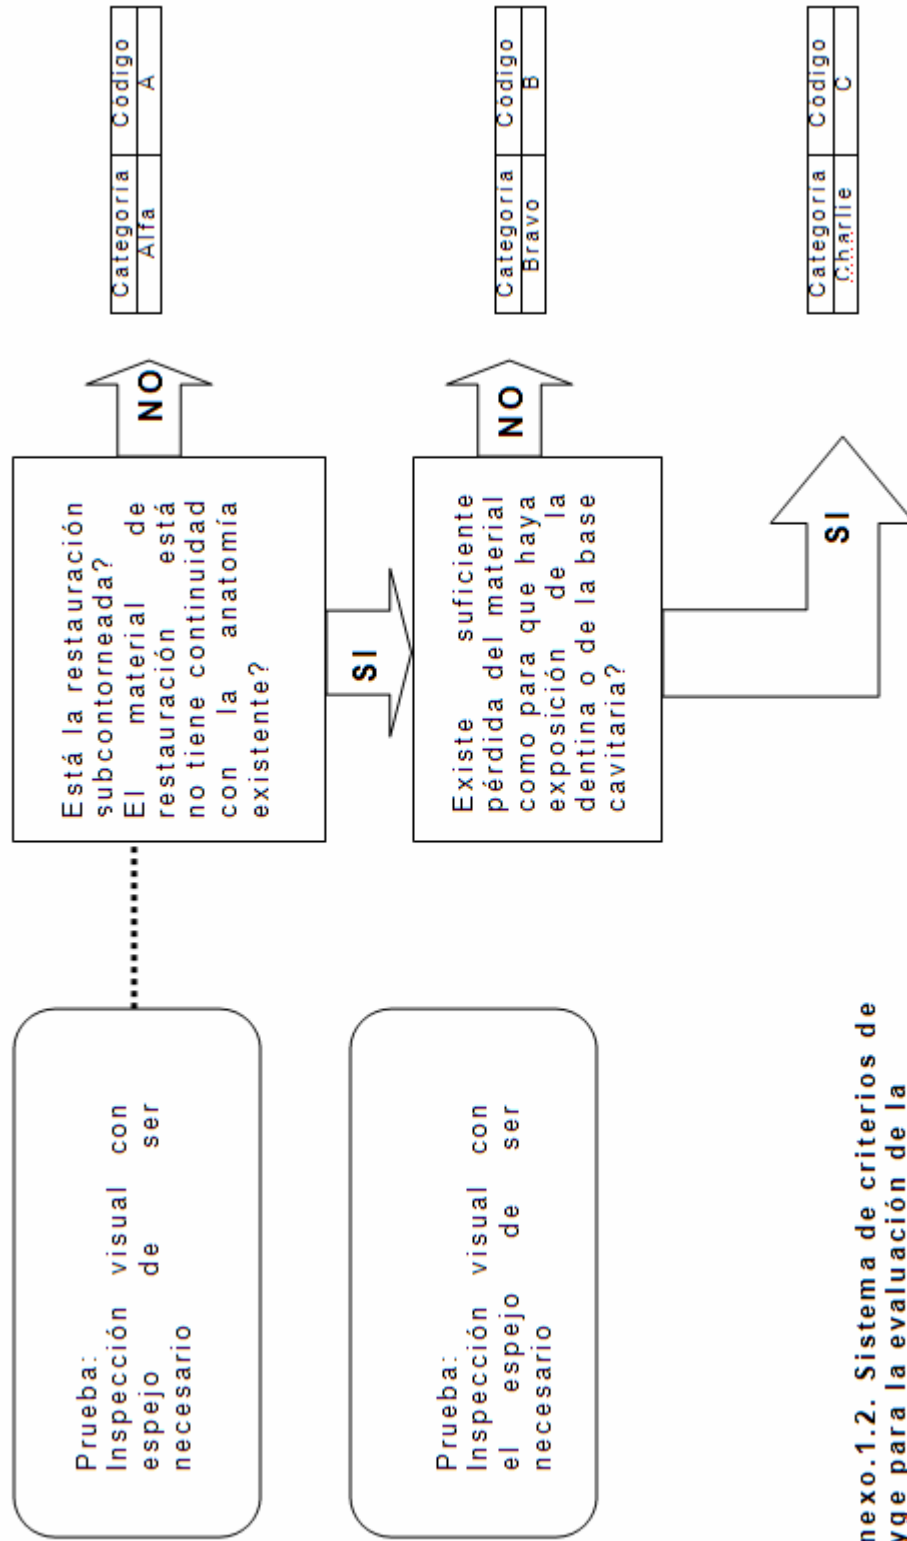 Prueba:
Inspección visual con
espejo de ser
necesario
Está la restauración
subcontorneada?
El material de
restauración está
no tiene continuidad
con la anatomía
existente?
NO
Categoria Código
Alfa A
SI
Prueba:
Inspección visual con
el espejo de ser
necesario
Existe suficiente
pérdida del material
como para que haya
exposición de la
dentina o de la base
cavitaria?
NO
Categoria Código
Bravo B
SI
Categoria Código
Charlie C
nexo.1.2. Sistema de criterios de
yge para la evaluación de la